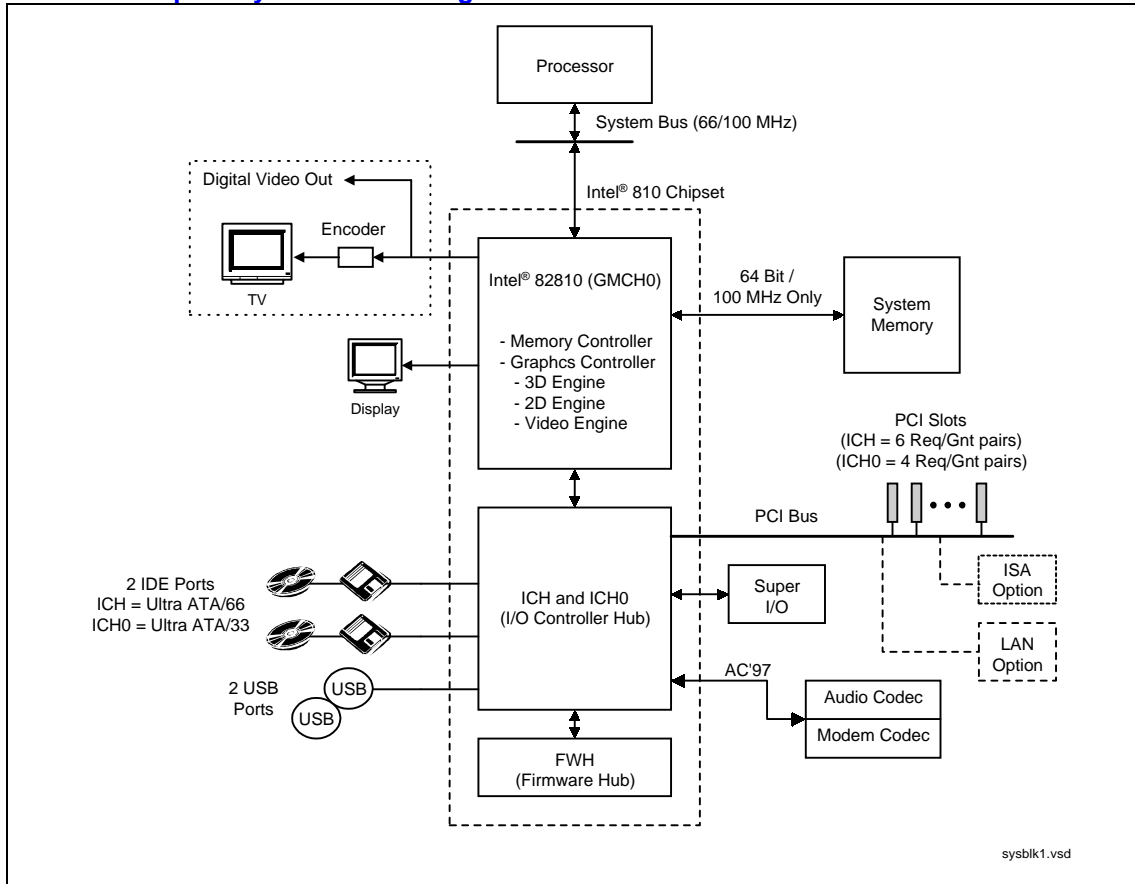 Processor
System Bus (66/100 MHz)
Intel® 810 Chipset
Digital Video Out
Encoder
TV
Display
Intel® 82810 (GMCH0)
- Memory Controller
- Graphcs Controller
- 3D Engine
- 2D Engine
- Video Engine
64 Bit /
100 MHz Only
System
Memory
PCI Slots
(ICH = 6 Req/Gnt pairs)
(ICH0 = 4 Req/Gnt pairs)
PCI Bus
ISA
Option
LAN
Option
2 IDE Ports
ICH = Ultra ATA/66
ICH0 = Ultra ATA/33
2 USB
Ports
USB
USB
ICH and ICH0
(I/O Controller Hub)
Super
I/O
AC'97
Audio Codec
Modem Codec
FWH
(Firmware Hub)
sysblk1.vsd